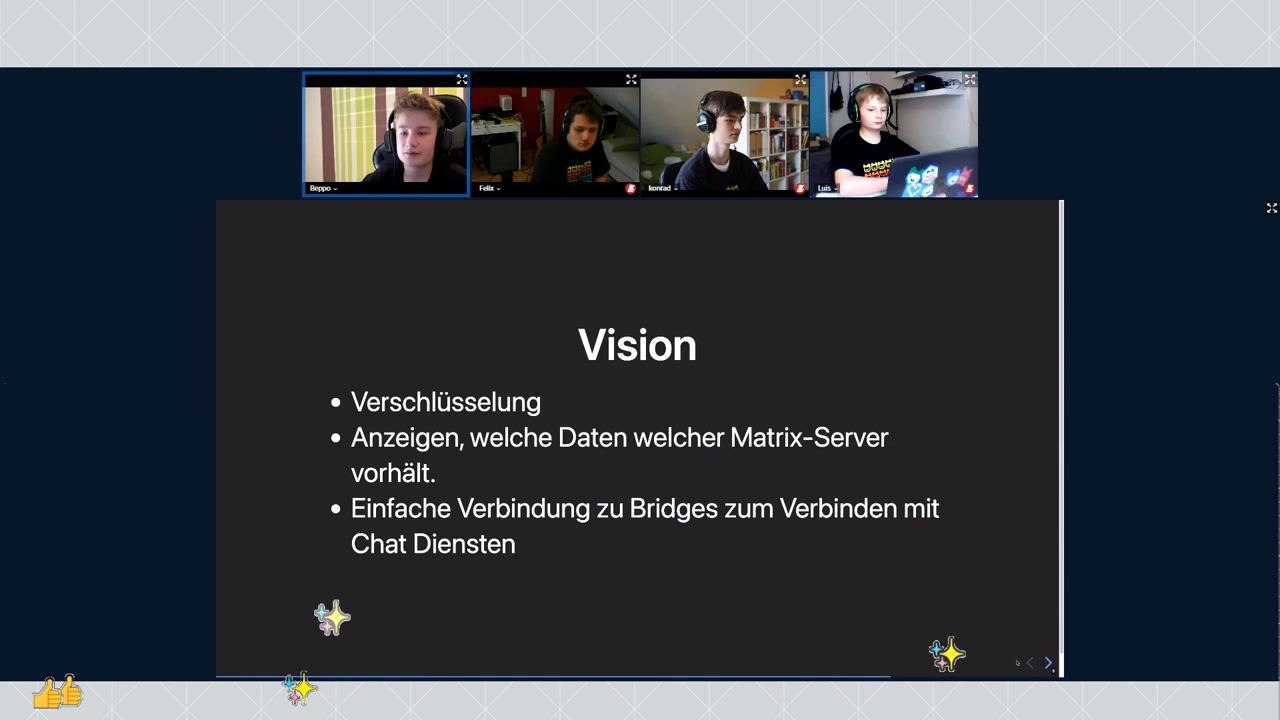 Beppo
Felix
konrad
Luis
Vision
Verschlüsselung
Anzeigen, welche Daten welcher Matrix-Server
vorhält.
Einfache Verbindung zu Bridges zum Verbinden mit
Chat Diensten